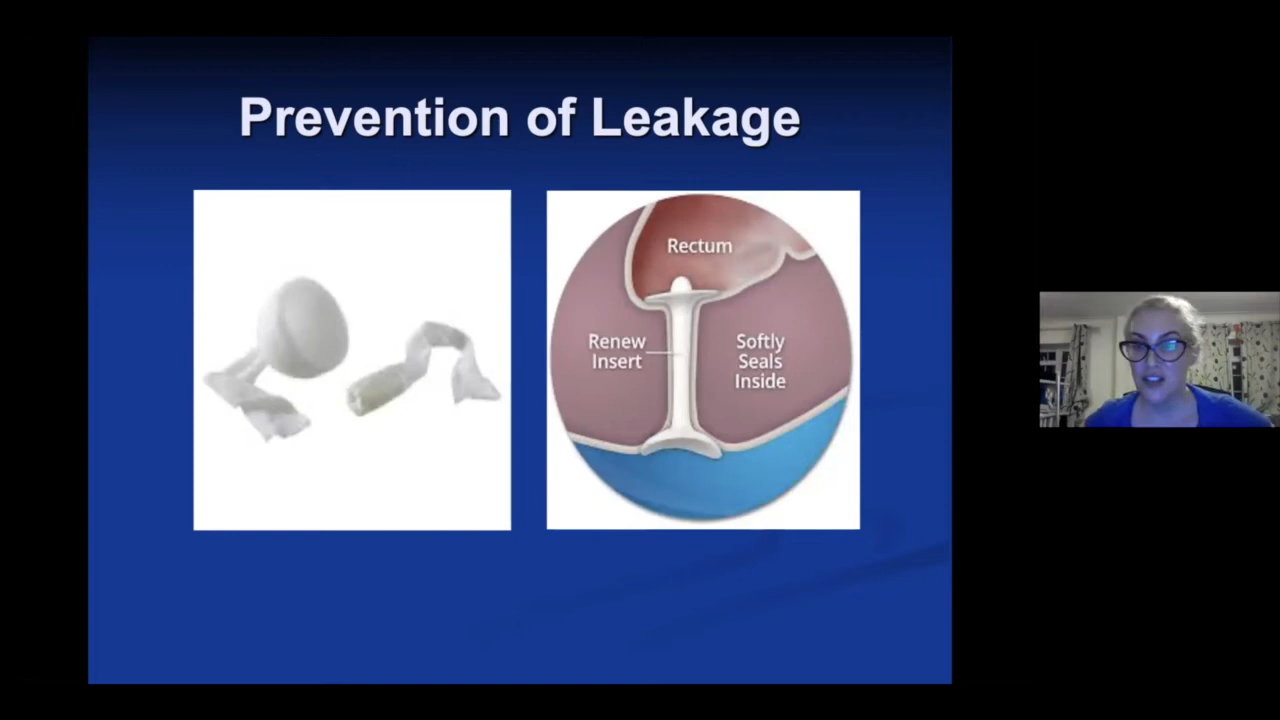 Prevention of Leakage
Rectum
Renew
Insert
Softly
Seals
Inside